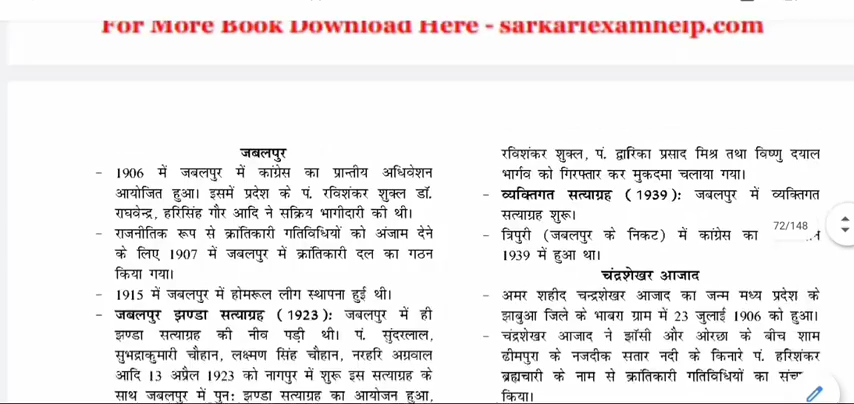 For More Book Download Here - sarkariexamhelp.com
जबलपुर
- 1906 में जबलपुर में कांग्रेस का प्रान्तीय अधिवेशन
आयोजित हुआ। इसमें प्रदेश के पं. रविशंकर शुक्ल डॉ.
राघवेन्द्र, हरिसिंह गौर आदि ने सक्रिय भागीदारी की थी।
- राजनीतिक रूप से क्रांतिकारी गतिविधियों को अंजाम देने
के लिए 1907 में जबलपुर में क्रांतिकारी दल का गठन
किया गया।
- 1915 में जबलपुर में होमरूल लीग स्थापना हुई थी।
- जबलपुर झण्डा सत्याग्रह (1923): जबलपुर में ही
झण्डा सत्याग्रह की नीव पड़ी थी। पं. सुंदरलाल,
सुभद्राकुमारी चौहान, लक्ष्मण सिंह चौहान, नरहरि अग्रवाल
आदि 13 अप्रैल 1923 को नागपुर में शुरू इस सत्याग्रह के
साथ जबलपुर में पुन: झण्डा सत्याग्रह का आयोजन हुआ,
रविशंकर शुक्ल, पं. द्वारिका प्रसाद मिश्र तथा विष्णु दयाल
भार्गव को गिरफ्तार कर मुकदमा चलाया गया।
- व्यक्तिगत सत्याग्रह (1939): जबलपुर में व्यक्तिगत
सत्याग्रह शुरू।
- त्रिपुरी (जबलपुर के निकट) में कांग्रेस का
1939 में हुआ था।
72/148
चंद्रशेखर आजाद
- अमर शहीद चन्द्रशेखर आजाद का जन्म मध्य प्रदेश के
झाबुआ जिले के भाबरा ग्राम में 23 जुलाई 1906 को हुआ।
- चंद्रशेखर आजाद ने झाँसी और ओरछा के बीच शाम
ढीमपुरा के नजदीक सतार नदी के किनारे पं. हरिशंकर
ब्रह्मचारी के नाम से क्रांतिकारी गतिविधियों का
किया।